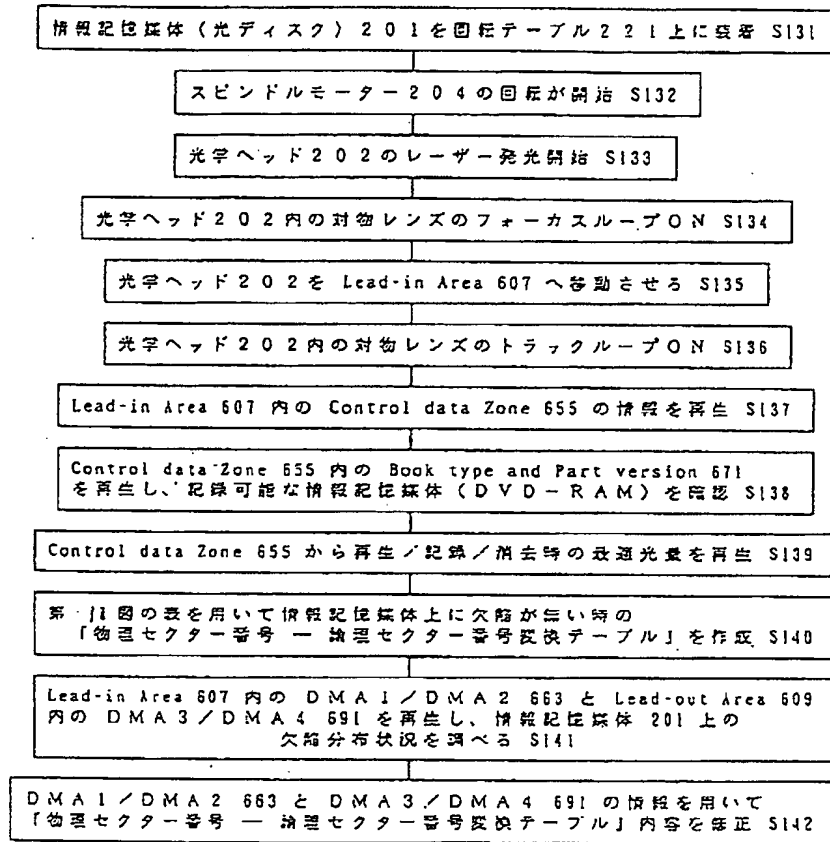 情報記憶媒体（光ディスク）２０１を回転テーブル２２１上に装着 S131
スピンドルモーター２０４の回転が開始 S132
光学ヘッド２０２のレーザー発光開始 S133
光学ヘッド２０２内の対物レンズのフォーカスループＯＮ S134
光学ヘッド２０２を Lead-in Area 607 へ移動させる S135
光学ヘッド２０２内の対物レンズのトラックループＯＮ S136
Lead-in Area 607 内の Control data Zone 655 の情報を再生 S137
Control data Zone 655 内の Book type and Part version 671
を再生し、記録可能な情報記憶媒体（ＤＶＤ－ＲＡＭ）を確認 S138
Control data Zone 655 から再生／記録／消去時の最適光量を再生 S139
第11図の表を用いて情報記憶媒体上に欠陥が無い時の
「物理セクター番号 ― 論理セクター番号変換テーブル」を作成 S140
Lead-in Area 607 内の ＤＭＡ１／ＤＭＡ２ 663 と Lead-out Area 609
内の ＤＭＡ３／ＤＭＡ４ 691 を再生し、情報記憶媒体 201 上の
欠陥分布状況を調べる S141
ＤＭＡ１／ＤＭＡ２ 663 と ＤＭＡ３／ＤＭＡ４ 691 の情報を用いて
「物理セクター番号 ― 論理セクター番号変換テーブル」内容を修正 S142